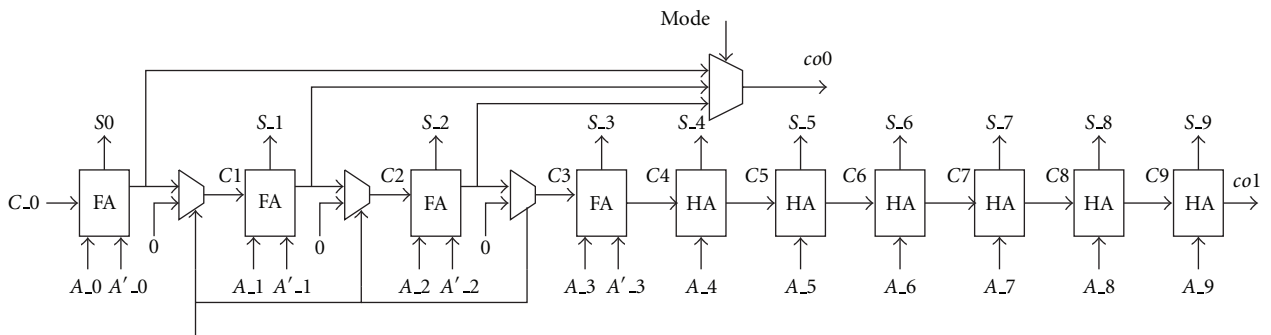 Mode
co0
S0 S_1 S_2 S_3 S_4 S_5 S_6 S_7 S_8 S_9
C1 C2 C3 C4 C5 C6 C7 C8 C9 co1
C_0 FA FA FA FA HA HA HA HA HA HA
0 0 0
A_0 A′_0 A_1 A′_1 A_2 A′_2 A_3 A′_3 A_4 A_5 A_6 A_7 A_8 A_9